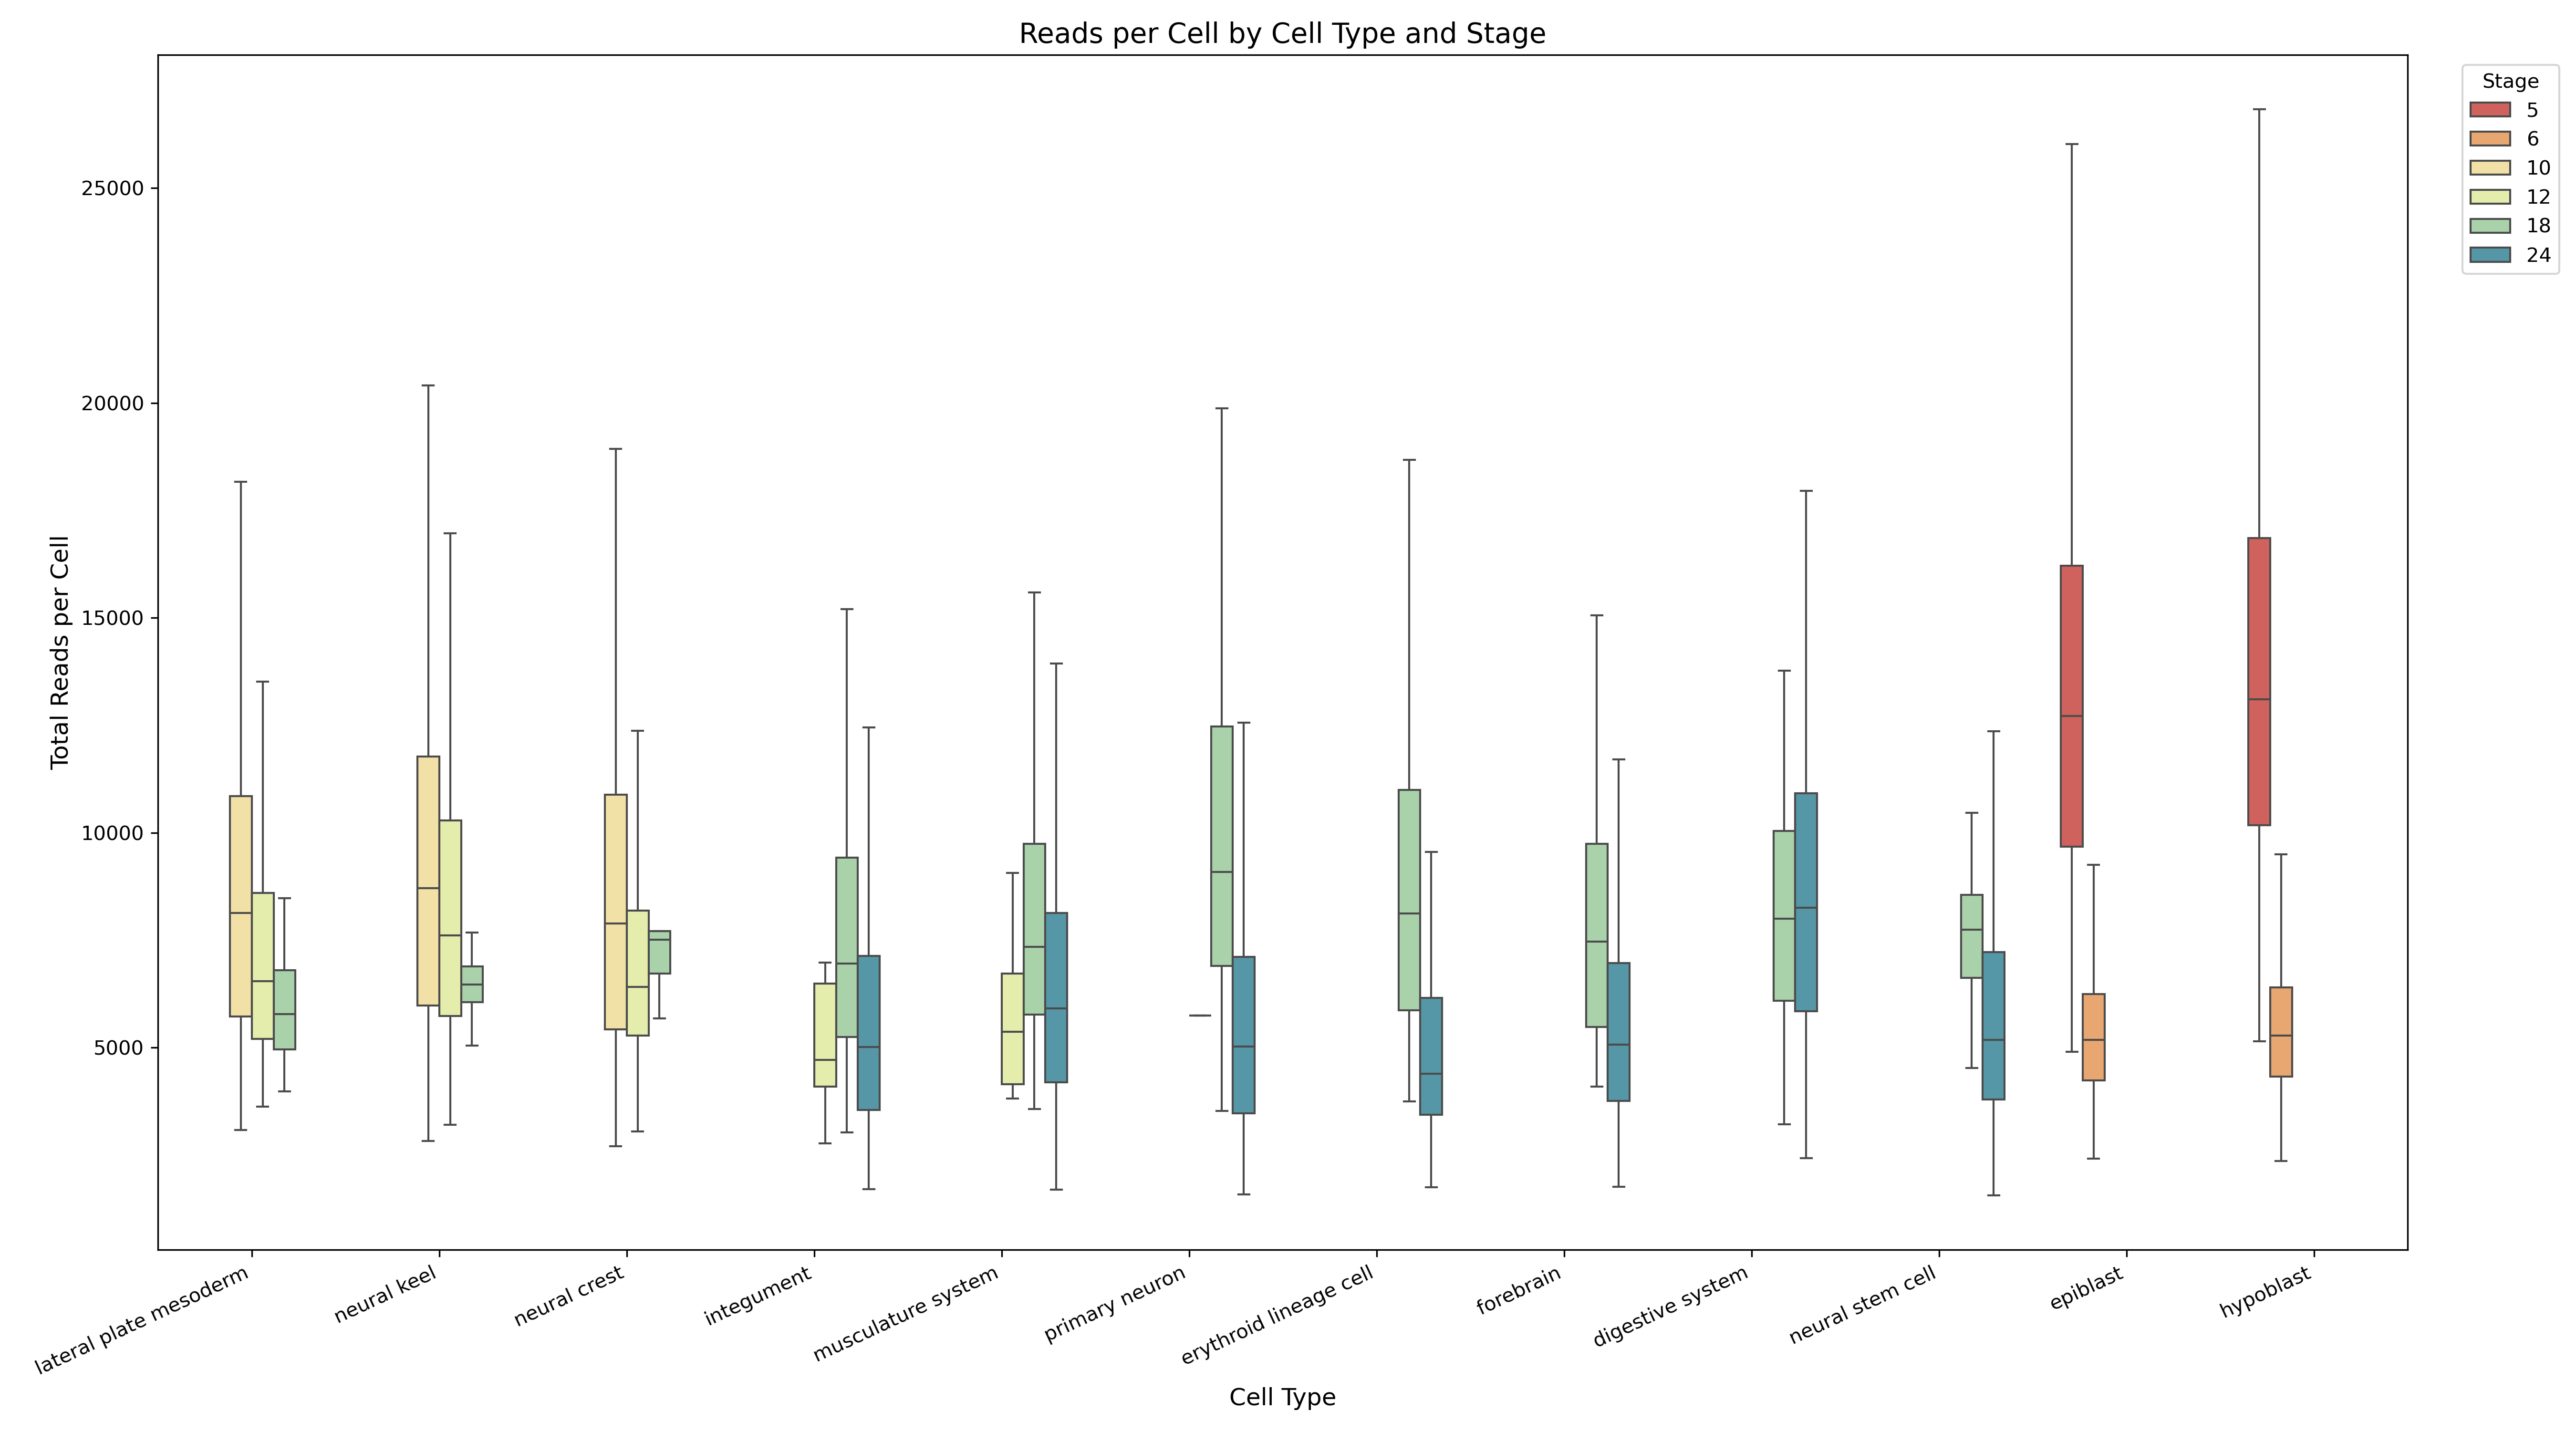 Reads per Cell by Cell Type and Stage
Stage
5
6
10
12
18
24
25000
20000
15000
10000
5000
Total Reads per Cell
lateral plate mesoderm
neural keel
neural crest
integument
musculature system
primary neuron
erythroid lineage cell
forebrain
digestive system
neural stem cell
epiblast
hypoblast
Cell Type